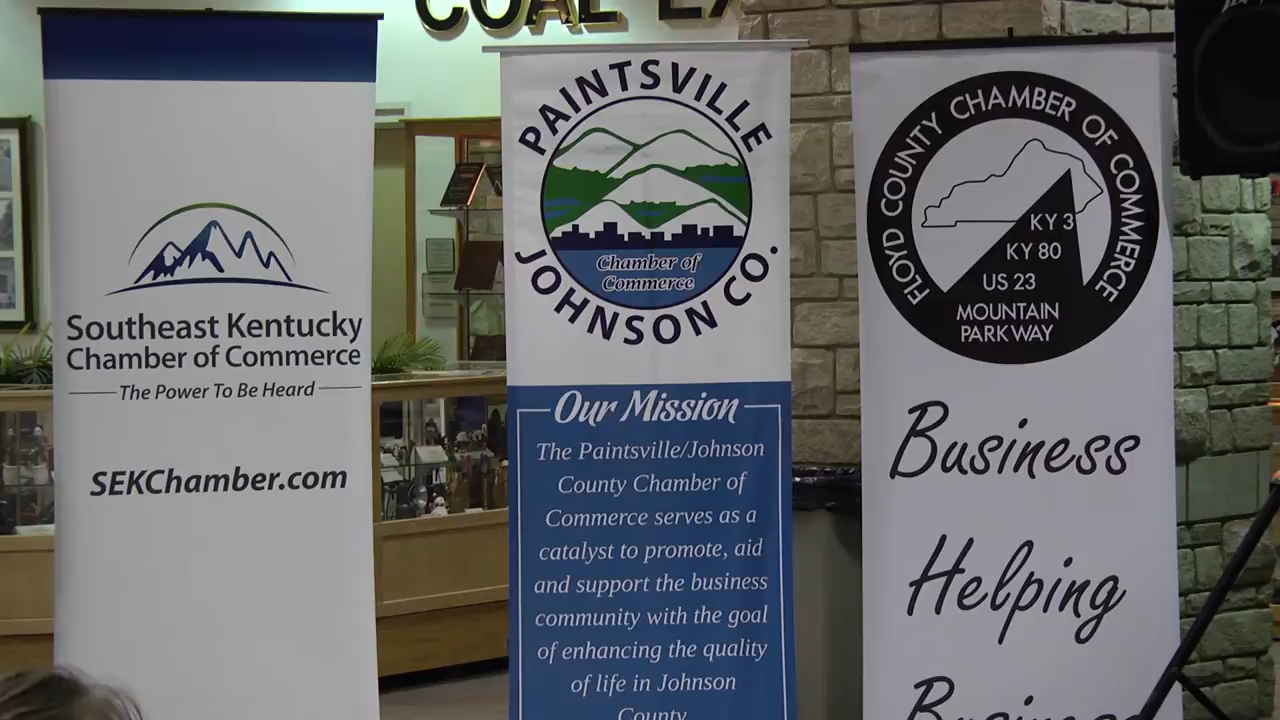 COAL
Southeast Kentucky
Chamber of Commerce
The Power To Be Heard
SEKChamber.com
PAINTSVILLE
JOHNSON CO.
Chamber of
Commerce
Our Mission
The Paintsville/Johnson
County Chamber of
Commerce serves as a
catalyst to promote, aid
and support the business
community with the goal
of enhancing the quality
of life in Johnson
County
FLOYD COUNTY CHAMBER OF COMMERCE
KY 3
KY 80
US 23
MOUNTAIN
PARKWAY
Business
Helping
Business